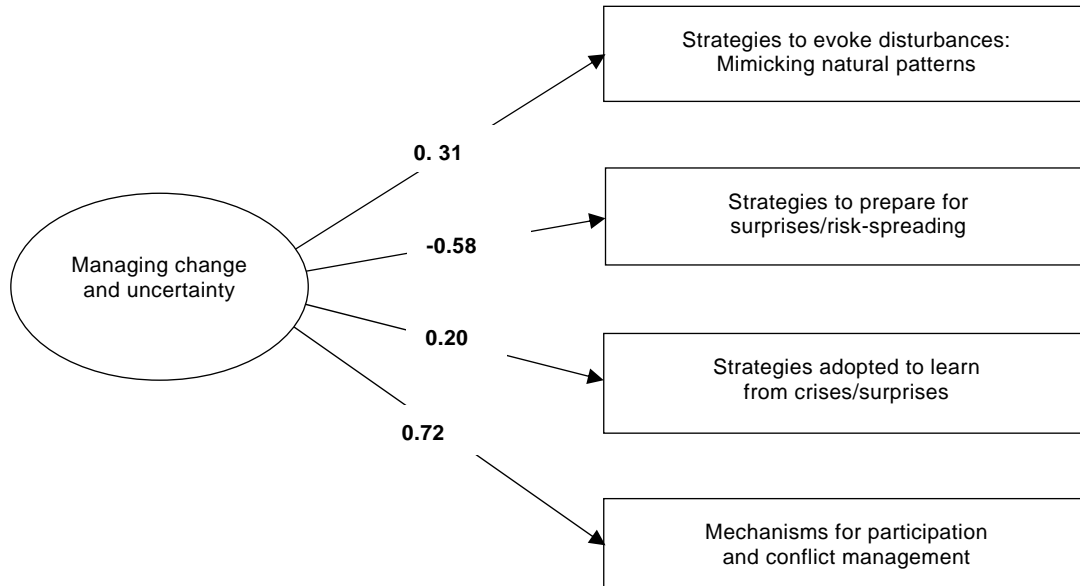 Strategies to evoke disturbances:
Mimicking natural patterns
0. 31
Strategies to prepare for
surprises/risk-spreading
-0.58
Managing change
and uncertainty
0.20
Strategies adopted to learn
from crises/surprises
0.72
Mechanisms for participation
and conflict management